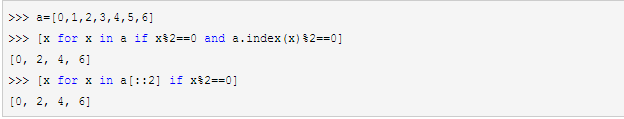 >>> a=[0,1,2,3,4,5,6]
>>> [x for x in a if x%2==0 and a.index(x)%2==0]
[0, 2, 4, 6]
>>> [x for x in a[::2] if x%2==0]
[0, 2, 4, 6]